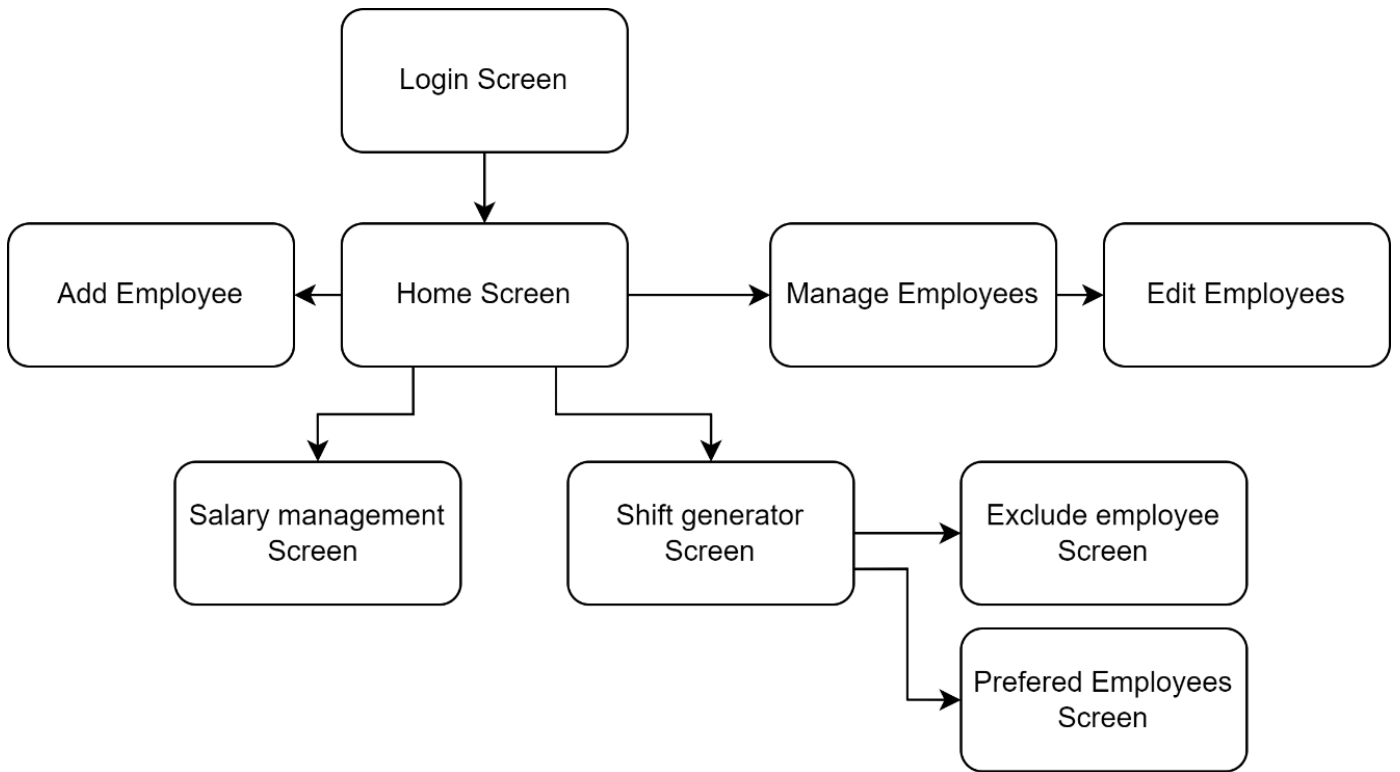 Login Screen
Add Employee
Home Screen
Manage Employees
Edit Employees
Salary management
Screen
Shift generator
Screen
Exclude employee
Screen
Prefered Employees
Screen